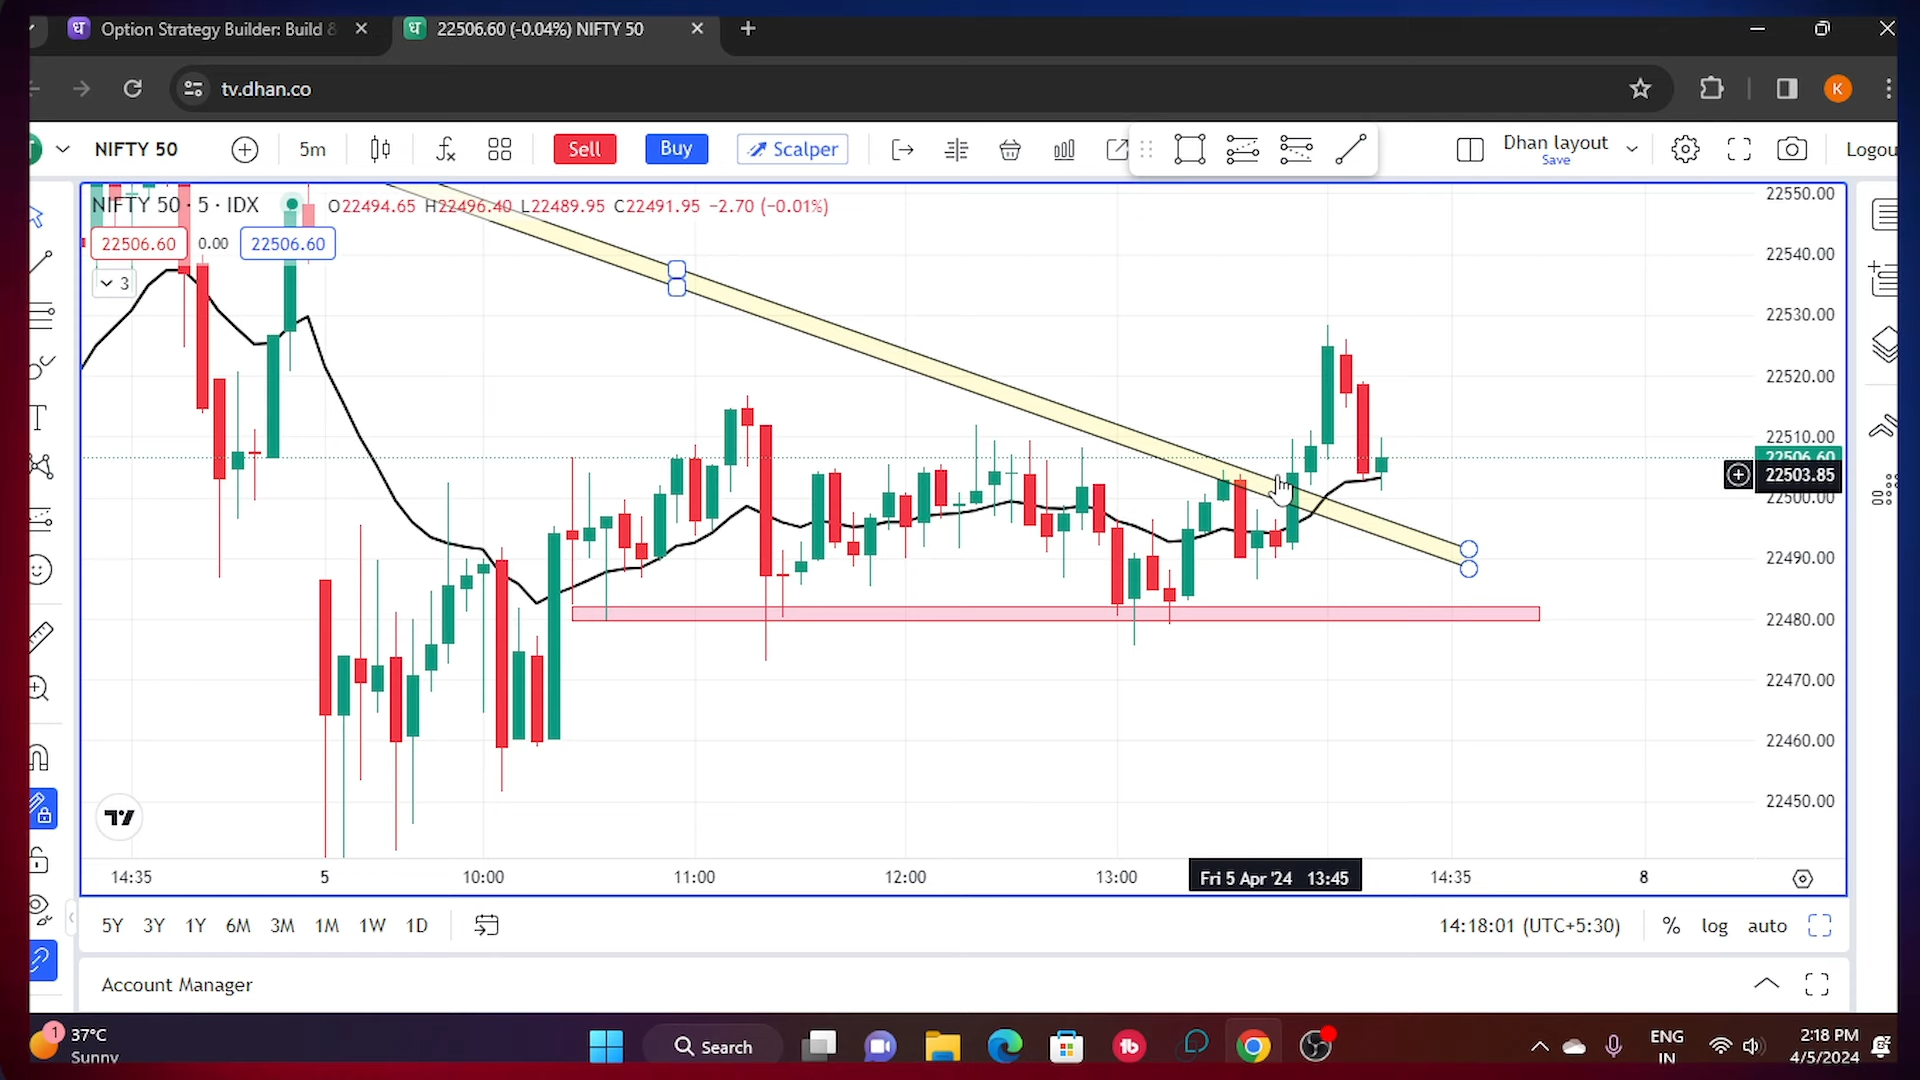 Option Strategy Builder: Build &
22506.60 (-0.04%) NIFTY 50
tv.dhan.co
K
NIFTY 50
5m
Sell
Buy
Scalper
Dhan layout
Save
Logou
NIFTY 50 · 5 · IDX
O22494.65 H22496.40 L22489.95 C22491.95 −2.70 (−0.01%)
22506.60
0.00
22506.60
3
22550.00
22540.00
22530.00
22520.00
22510.00
22506.60
22503.85
22500.00
22490.00
22480.00
22470.00
22460.00
22450.00
14:35
5
10:00
11:00
12:00
13:00
Fri 5 Apr '24 13:45
14:35
8
5Y
3Y
1Y
6M
3M
1M
1W
1D
14:18:01 (UTC+5:30)
%
log
auto
Account Manager
1
37°C
Sunny
Search
ENG
IN
2:18 PM
4/5/2024